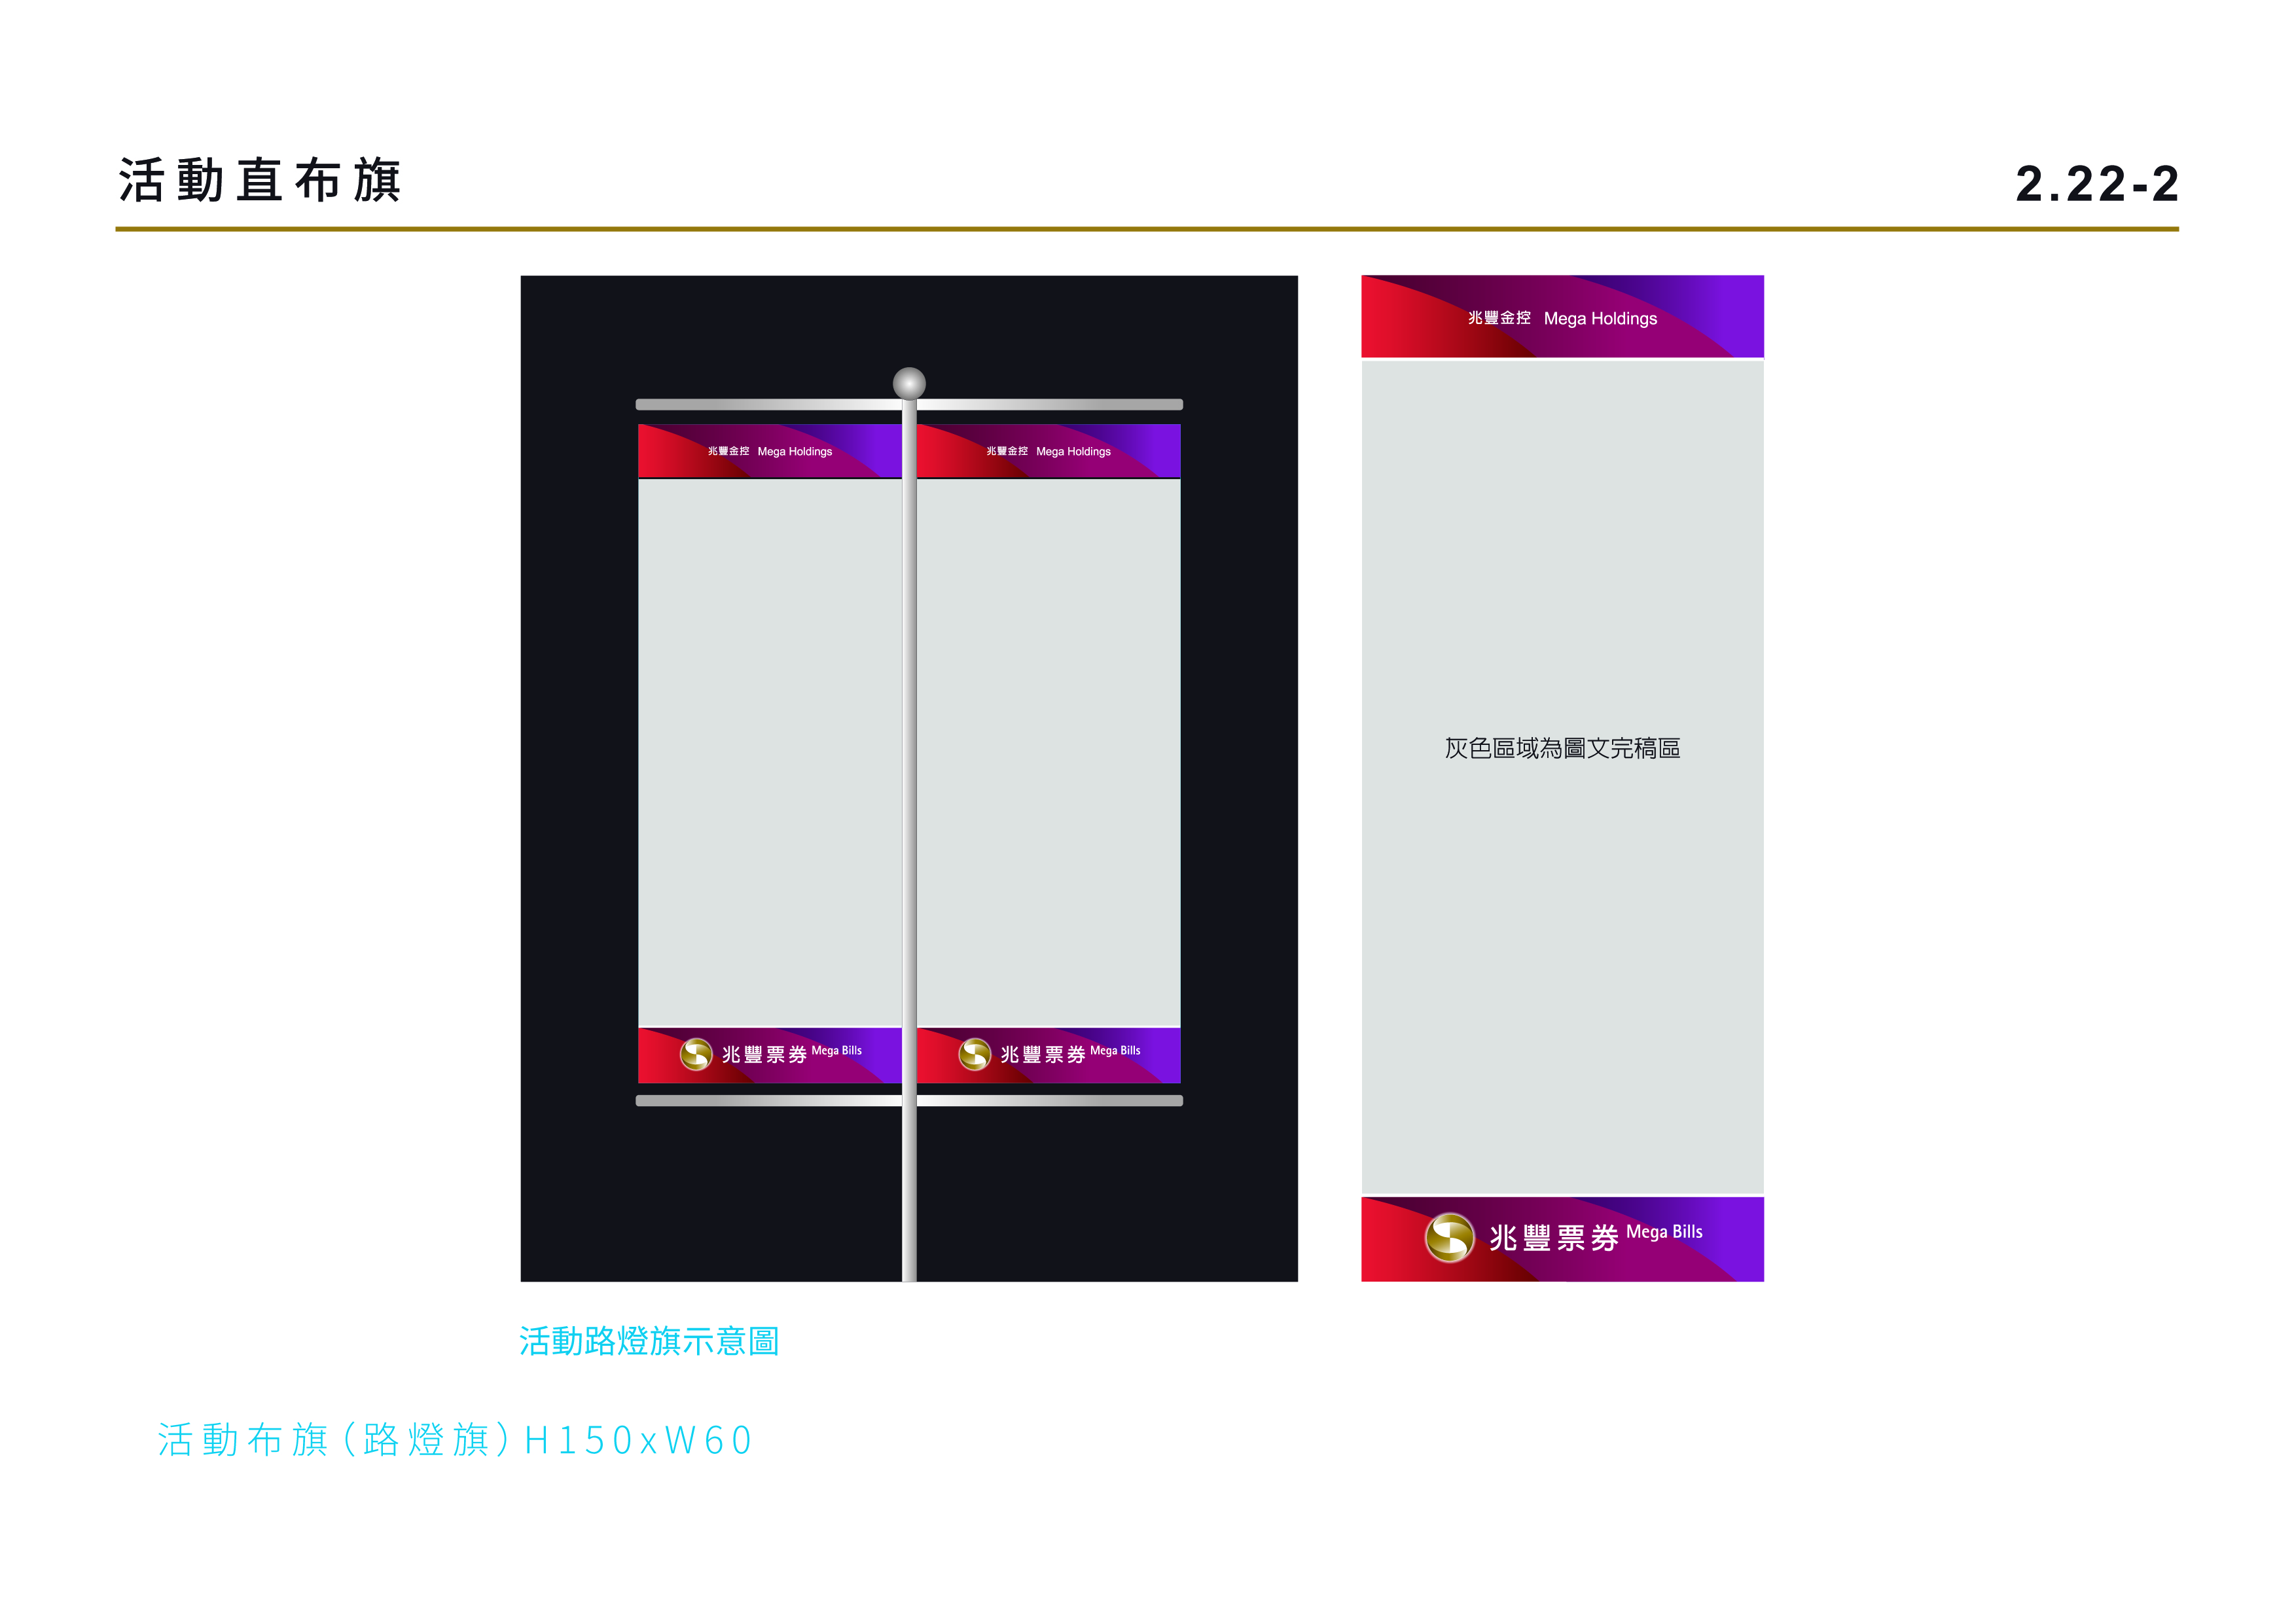 活動直布旗
2.22-2
兆豐金控 Mega Holdings
兆豐金控 Mega Holdings
兆豐票券 Mega Bills
兆豐票券 Mega Bills
兆豐金控 Mega Holdings
灰色區域為圖文完稿區
兆豐票券 Mega Bills
活動路燈旗示意圖
活動布旗(路燈旗)H150xW60